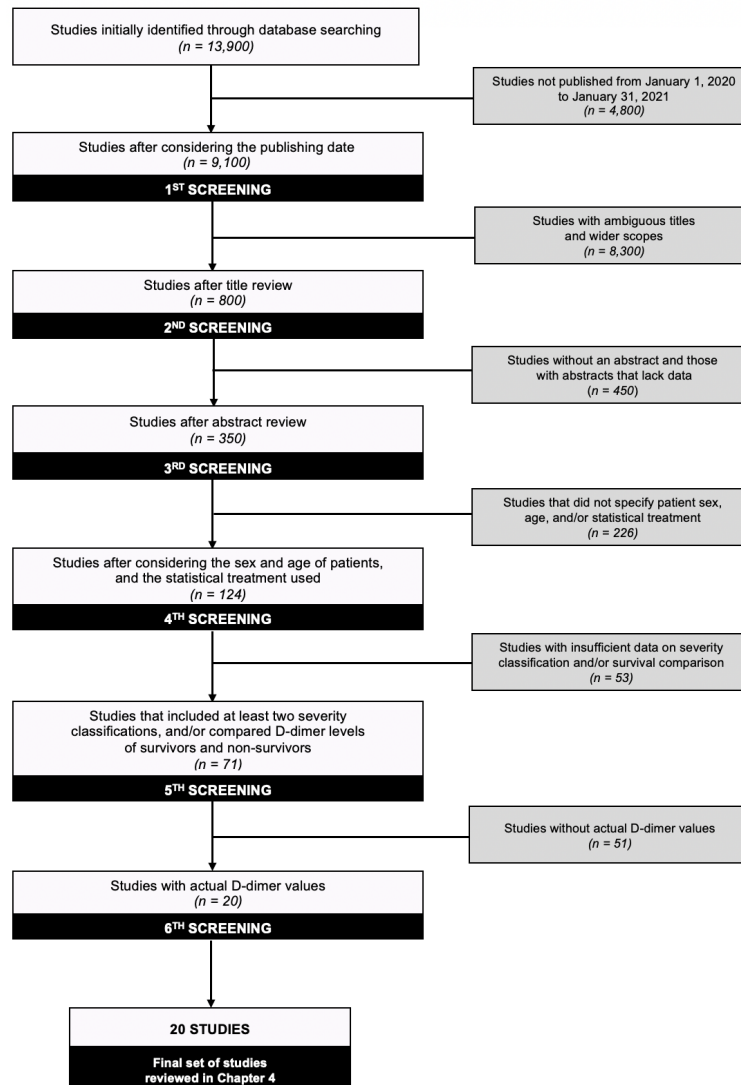 Studies initially identified through database searching
(n = 13,900)
Studies not published from January 1, 2020
to January 31, 2021
(n = 4,800)
Studies after considering the publishing date
(n = 9,100)
1ST SCREENING
Studies with ambiguous titles
and wider scopes
(n = 8,300)
Studies after title review
(n = 800)
2ND SCREENING
Studies without an abstract and those
with abstracts that lack data
(n = 450)
Studies after abstract review
(n = 350)
3RD SCREENING
Studies that did not specify patient sex,
age, and/or statistical treatment
(n = 226)
Studies after considering the sex and age of patients,
and the statistical treatment used
(n = 124)
4TH SCREENING
Studies with insufficient data on severity
classification and/or survival comparison
(n = 53)
Studies that included at least two severity
classifications, and/or compared D-dimer levels
of survivors and non-survivors
(n = 71)
5TH SCREENING
Studies without actual D-dimer values
(n = 51)
Studies with actual D-dimer values
(n = 20)
6TH SCREENING
20 STUDIES
Final set of studies
reviewed in Chapter 4